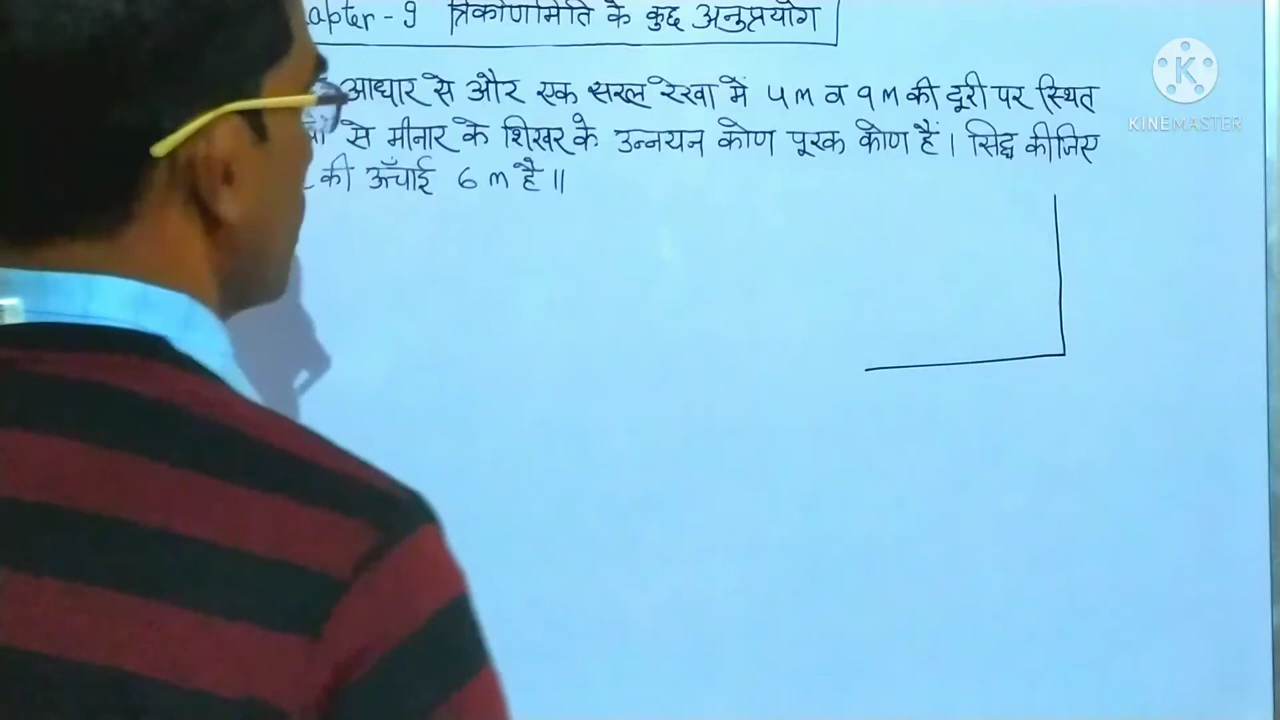 apter - 9 त्रिकोणमिति के कुछ अनुप्रयोग
आधार से और एक सरल रेखा में 4 m व 9 m की दूरी पर स्थित
से मीनार के शिखर के उन्नयन कोण पूरक कोण हैं। सिद्ध कीजिए
की ऊँचाई 6 m है॥
K
KINEMASTER